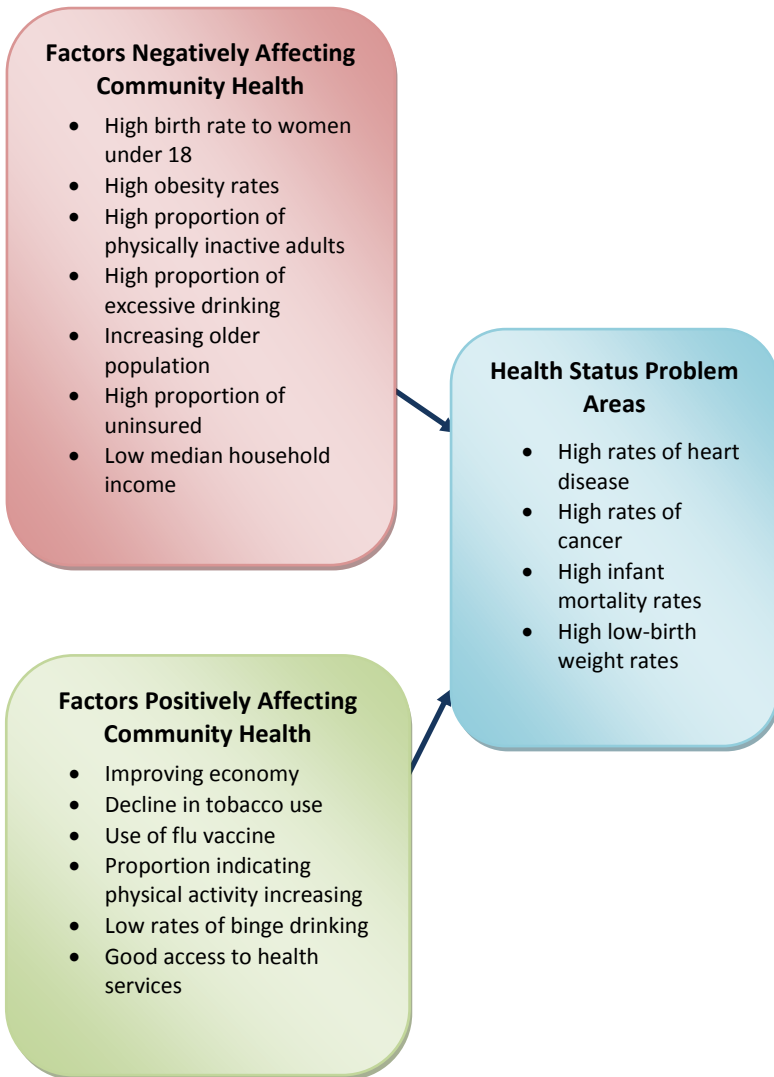 Factors Negatively Affecting
Community Health
• High birth rate to women
under 18
• High obesity rates
• High proportion of
physically inactive adults
• High proportion of
excessive drinking
• Increasing older
population
• High proportion of
uninsured
• Low median household
income
Health Status Problem
Areas
• High rates of heart
disease
• High rates of
cancer
• High infant
mortality rates
• High low-birth
weight rates
Factors Positively Affecting
Community Health
• Improving economy
• Decline in tobacco use
• Use of flu vaccine
• Proportion indicating
physical activity increasing
• Low rates of binge drinking
• Good access to health
services